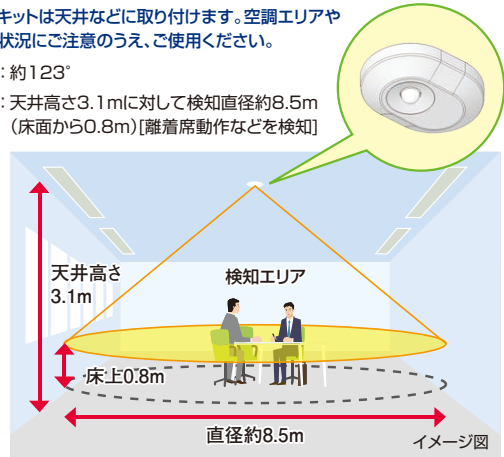 キットは天井などに取り付けます。空調エリアや
状況にご注意のうえ、ご使用ください。
：約123°
：天井高さ3.1mに対して検知直径約8.5m
（床面から0.8m）[離着席動作などを検知]
天井高さ
3.1m
検知エリア
床上0.8m
直径約8.5m
イメージ図